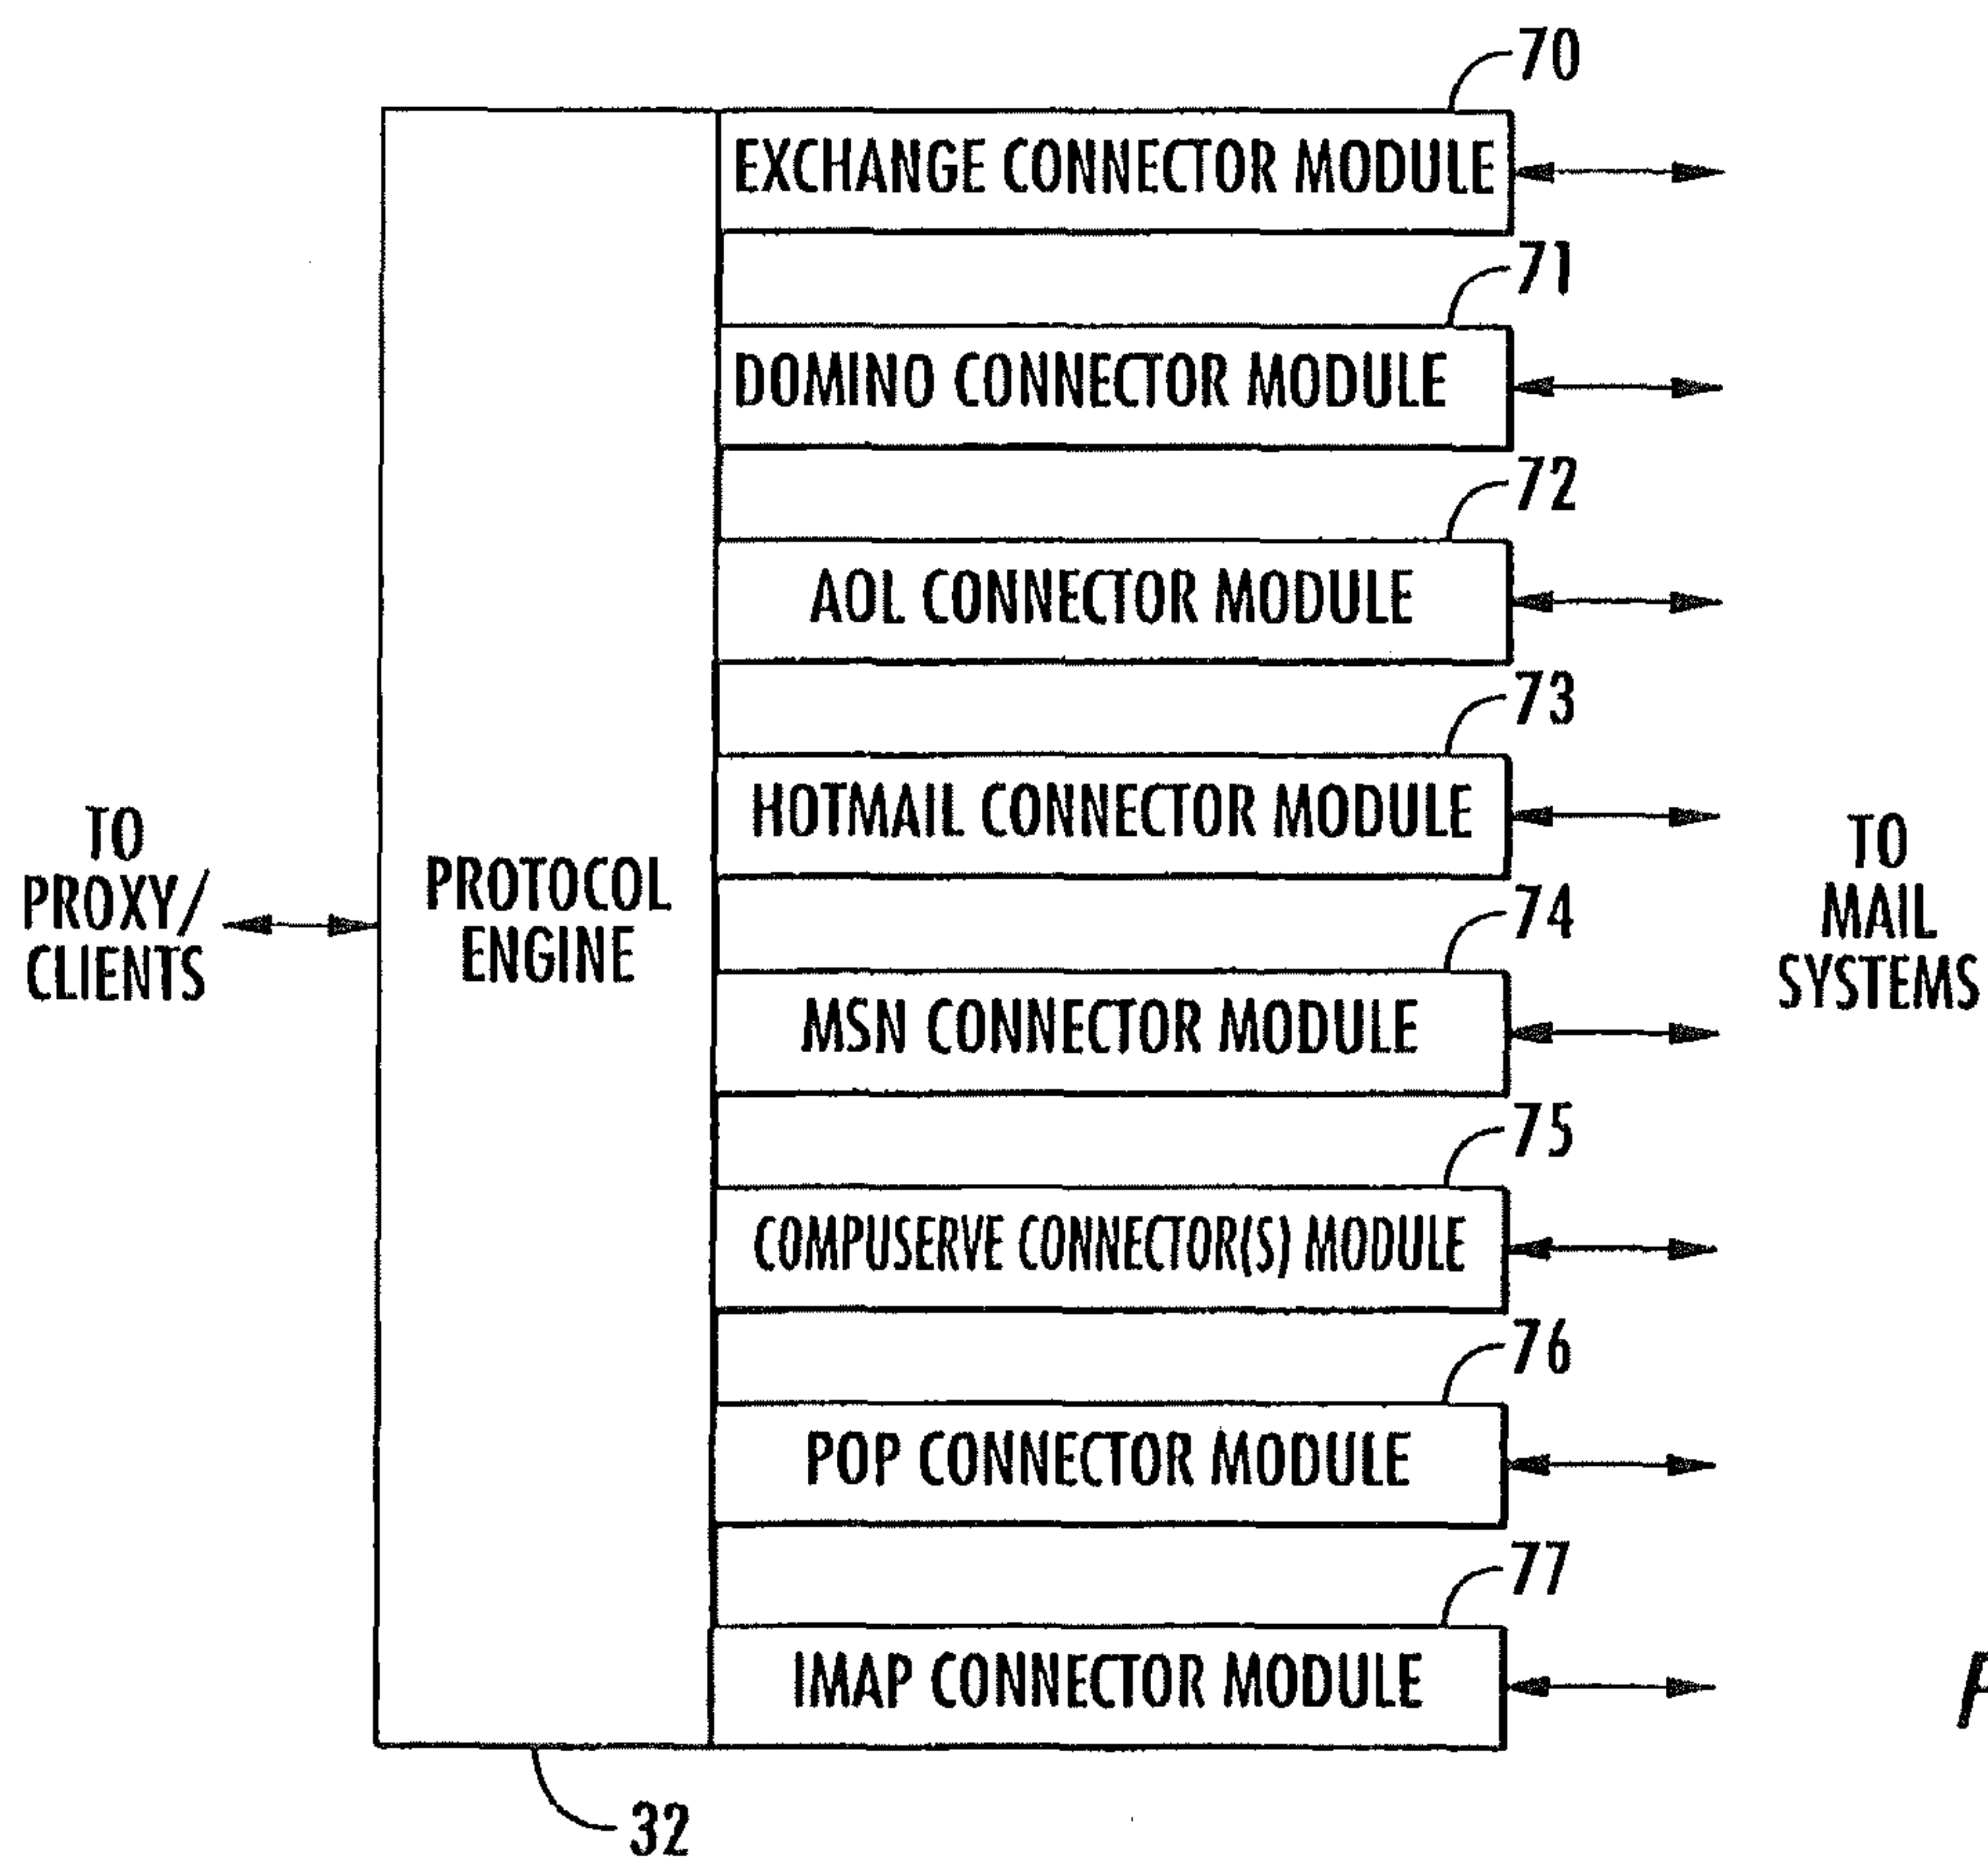 70
EXCHANGE CONNECTOR MODULE
71
DOMINO CONNECTOR MODULE
72
AOL CONNECTOR MODULE
73
HOTMAIL CONNECTOR MODULE
74
MSN CONNECTOR MODULE
75
COMPUSERVE CONNECTOR(S) MODULE
76
POP CONNECTOR MODULE
77
IMAP CONNECTOR MODULE
TO
PROXY/
CLIENTS
PROTOCOL
ENGINE
TO
MAIL
SYSTEMS
32